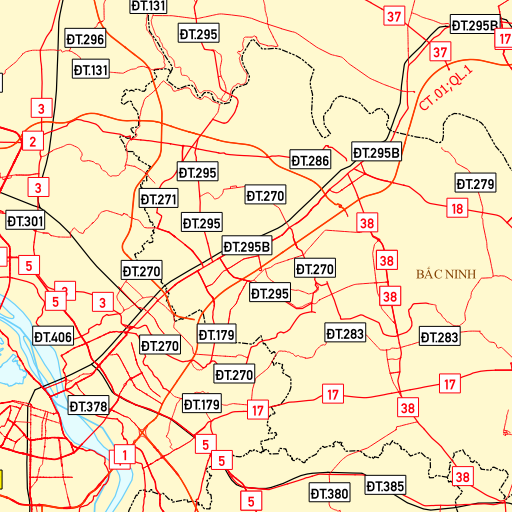 ĐT.131
37
ĐT.295B
17
ĐT.295
ĐT.296
37
ĐT.131
CT.01;QL.1
3
2
ĐT.295B
ĐT.286
ĐT.295
ĐT.279
3
ĐT.271
ĐT.270
18
ĐT.301
ĐT.295
38
ĐT.295B
38
5
ĐT.270
ĐT.270
BẮC NINH
3
5
3
ĐT.295
38
ĐT.406
ĐT.179
ĐT.283
ĐT.283
ĐT.270
ĐT.270
17
17
ĐT.378
ĐT.179
17
38
5
1
5
38
ĐT.385
ĐT.380
5